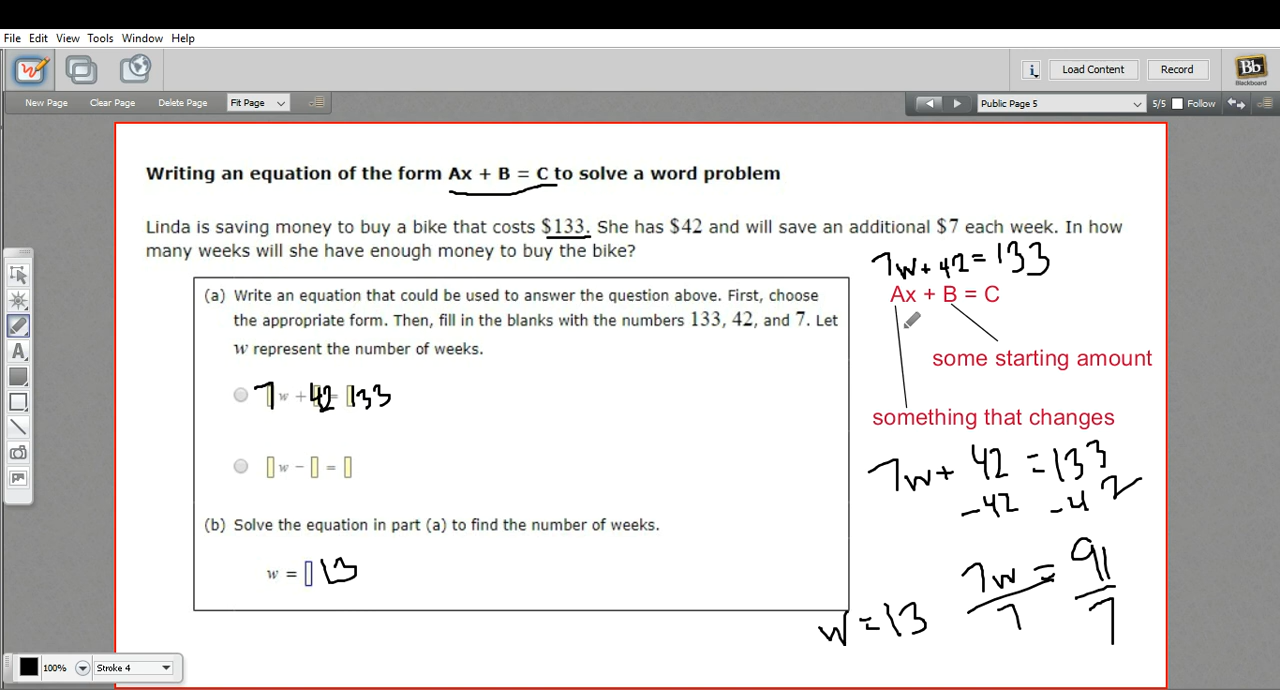 File Edit View Tools Window Help
i Load Content Record Bb Blackboard
New Page Clear Page Delete Page Fit Page Public Page 5 5/5 Follow
Writing an equation of the form Ax + B = C to solve a word problem
Linda is saving money to buy a bike that costs $133. She has $42 and will save an additional $7 each week. In how
many weeks will she have enough money to buy the bike?
7w + 42 = 133
Ax + B = C
some starting amount
something that changes
(a) Write an equation that could be used to answer the question above. First, choose
the appropriate form. Then, fill in the blanks with the numbers 133, 42, and 7. Let
w represent the number of weeks.
7w + 42 = 133
w − =
(b) Solve the equation in part (a) to find the number of weeks.
w = 13
7w + 42 = 133
-42 -42
7w = 91
7 7
w = 13
A
100% Stroke 4